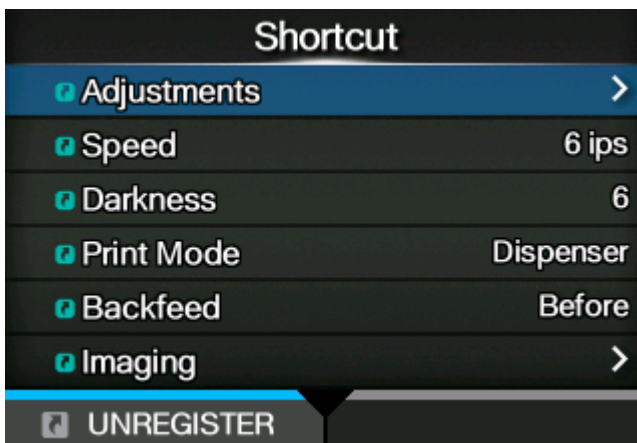 Shortcut
Adjustments
Speed 6 ips
Darkness 6
Print Mode Dispenser
Backfeed Before
Imaging
UNREGISTER